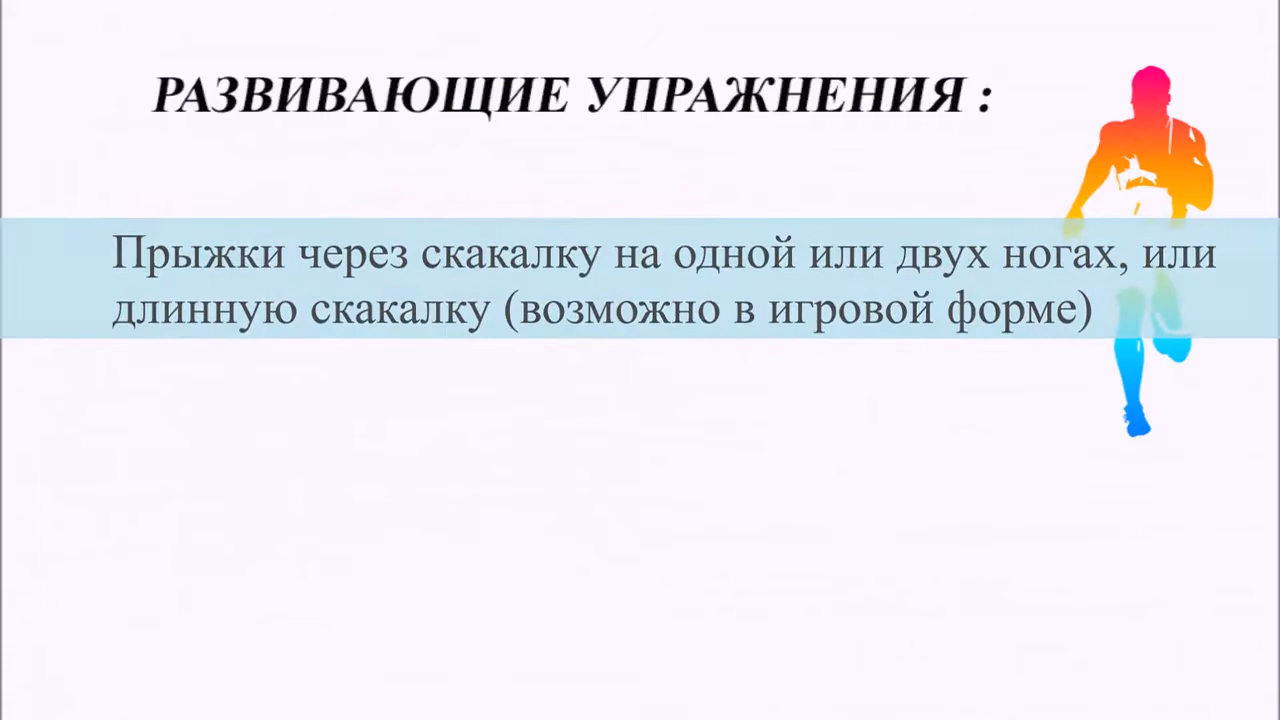 РАЗВИВАЮЩИЕ УПРАЖНЕНИЯ :
Прыжки через скакалку на одной или двух ногах, или
длинную скакалку (возможно в игровой форме)